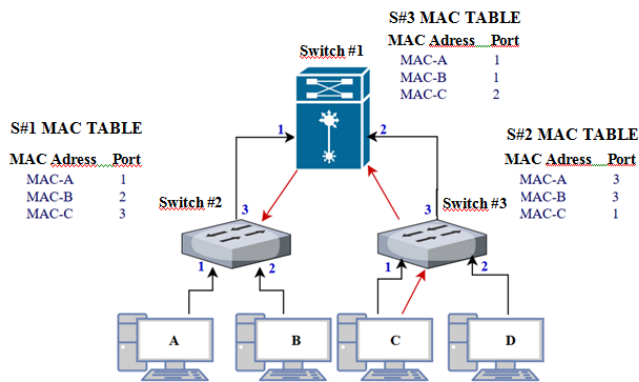 S#3 MAC TABLE
MAC Adress Port
MAC-A 1
MAC-B 1
MAC-C 2
Switch #1
1
2
S#1 MAC TABLE
MAC Adress Port
MAC-A 1
MAC-B 2
MAC-C 3
S#2 MAC TABLE
MAC Adress Port
MAC-A 3
MAC-B 3
MAC-C 1
Switch #2
3
1
2
Switch #3
3
1
2
A
B
C
D